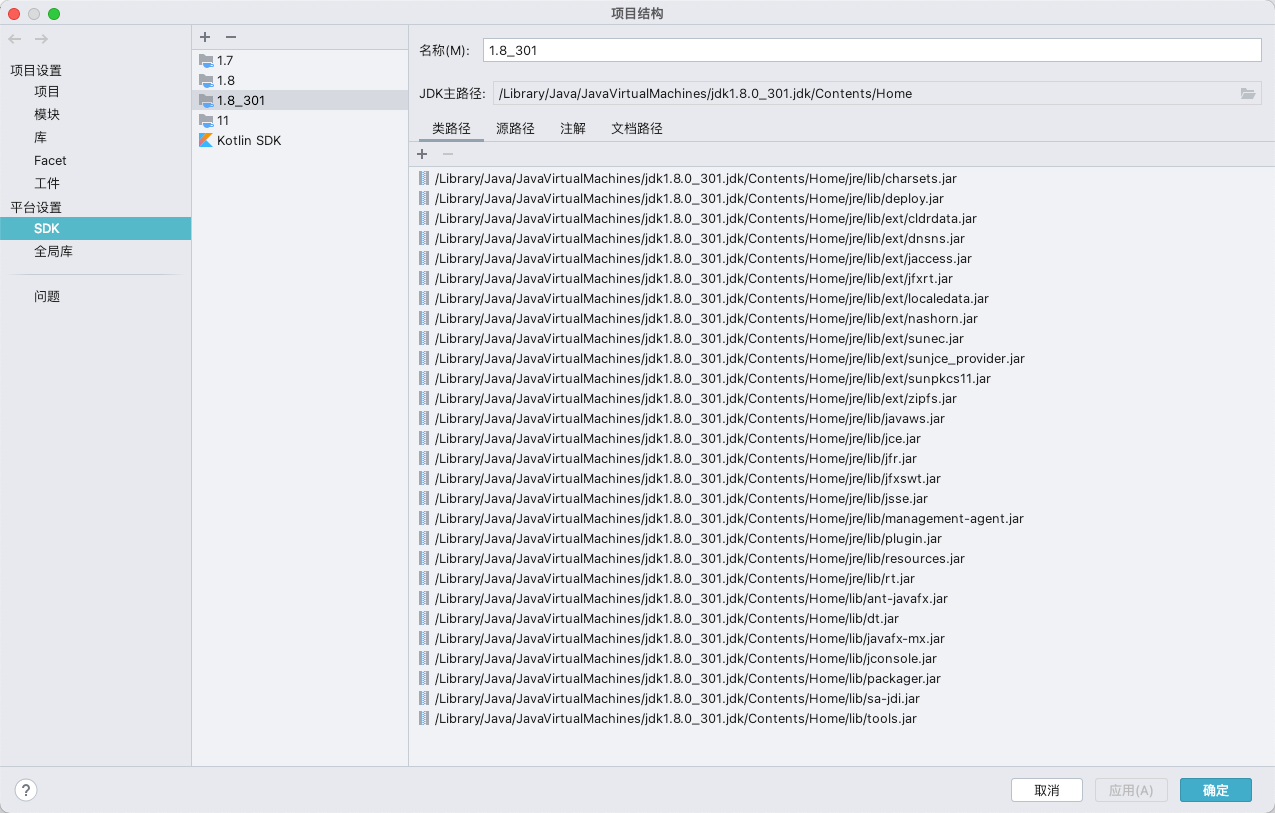 项目结构
项目设置
项目
模块
库
Facet
工件
平台设置
SDK
全局库
问题
1.7
1.8
1.8_301
11
Kotlin SDK
名称(M): 1.8_301
JDK主路径: /Library/Java/JavaVirtualMachines/jdk1.8.0_301.jdk/Contents/Home
类路径 源路径 注解 文档路径
/Library/Java/JavaVirtualMachines/jdk1.8.0_301.jdk/Contents/Home/jre/lib/charsets.jar
/Library/Java/JavaVirtualMachines/jdk1.8.0_301.jdk/Contents/Home/jre/lib/deploy.jar
/Library/Java/JavaVirtualMachines/jdk1.8.0_301.jdk/Contents/Home/jre/lib/ext/cldrdata.jar
/Library/Java/JavaVirtualMachines/jdk1.8.0_301.jdk/Contents/Home/jre/lib/ext/dnsns.jar
/Library/Java/JavaVirtualMachines/jdk1.8.0_301.jdk/Contents/Home/jre/lib/ext/jaccess.jar
/Library/Java/JavaVirtualMachines/jdk1.8.0_301.jdk/Contents/Home/jre/lib/ext/jfxrt.jar
/Library/Java/JavaVirtualMachines/jdk1.8.0_301.jdk/Contents/Home/jre/lib/ext/localedata.jar
/Library/Java/JavaVirtualMachines/jdk1.8.0_301.jdk/Contents/Home/jre/lib/ext/nashorn.jar
/Library/Java/JavaVirtualMachines/jdk1.8.0_301.jdk/Contents/Home/jre/lib/ext/sunec.jar
/Library/Java/JavaVirtualMachines/jdk1.8.0_301.jdk/Contents/Home/jre/lib/ext/sunjce_provider.jar
/Library/Java/JavaVirtualMachines/jdk1.8.0_301.jdk/Contents/Home/jre/lib/ext/sunpkcs11.jar
/Library/Java/JavaVirtualMachines/jdk1.8.0_301.jdk/Contents/Home/jre/lib/ext/zipfs.jar
/Library/Java/JavaVirtualMachines/jdk1.8.0_301.jdk/Contents/Home/jre/lib/javaws.jar
/Library/Java/JavaVirtualMachines/jdk1.8.0_301.jdk/Contents/Home/jre/lib/jce.jar
/Library/Java/JavaVirtualMachines/jdk1.8.0_301.jdk/Contents/Home/jre/lib/jfr.jar
/Library/Java/JavaVirtualMachines/jdk1.8.0_301.jdk/Contents/Home/jre/lib/jfxswt.jar
/Library/Java/JavaVirtualMachines/jdk1.8.0_301.jdk/Contents/Home/jre/lib/jsse.jar
/Library/Java/JavaVirtualMachines/jdk1.8.0_301.jdk/Contents/Home/jre/lib/management-agent.jar
/Library/Java/JavaVirtualMachines/jdk1.8.0_301.jdk/Contents/Home/jre/lib/plugin.jar
/Library/Java/JavaVirtualMachines/jdk1.8.0_301.jdk/Contents/Home/jre/lib/resources.jar
/Library/Java/JavaVirtualMachines/jdk1.8.0_301.jdk/Contents/Home/jre/lib/rt.jar
/Library/Java/JavaVirtualMachines/jdk1.8.0_301.jdk/Contents/Home/lib/ant-javafx.jar
/Library/Java/JavaVirtualMachines/jdk1.8.0_301.jdk/Contents/Home/lib/dt.jar
/Library/Java/JavaVirtualMachines/jdk1.8.0_301.jdk/Contents/Home/lib/javafx-mx.jar
/Library/Java/JavaVirtualMachines/jdk1.8.0_301.jdk/Contents/Home/lib/jconsole.jar
/Library/Java/JavaVirtualMachines/jdk1.8.0_301.jdk/Contents/Home/lib/packager.jar
/Library/Java/JavaVirtualMachines/jdk1.8.0_301.jdk/Contents/Home/lib/sa-jdi.jar
/Library/Java/JavaVirtualMachines/jdk1.8.0_301.jdk/Contents/Home/lib/tools.jar
? 取消 应用(A) 确定